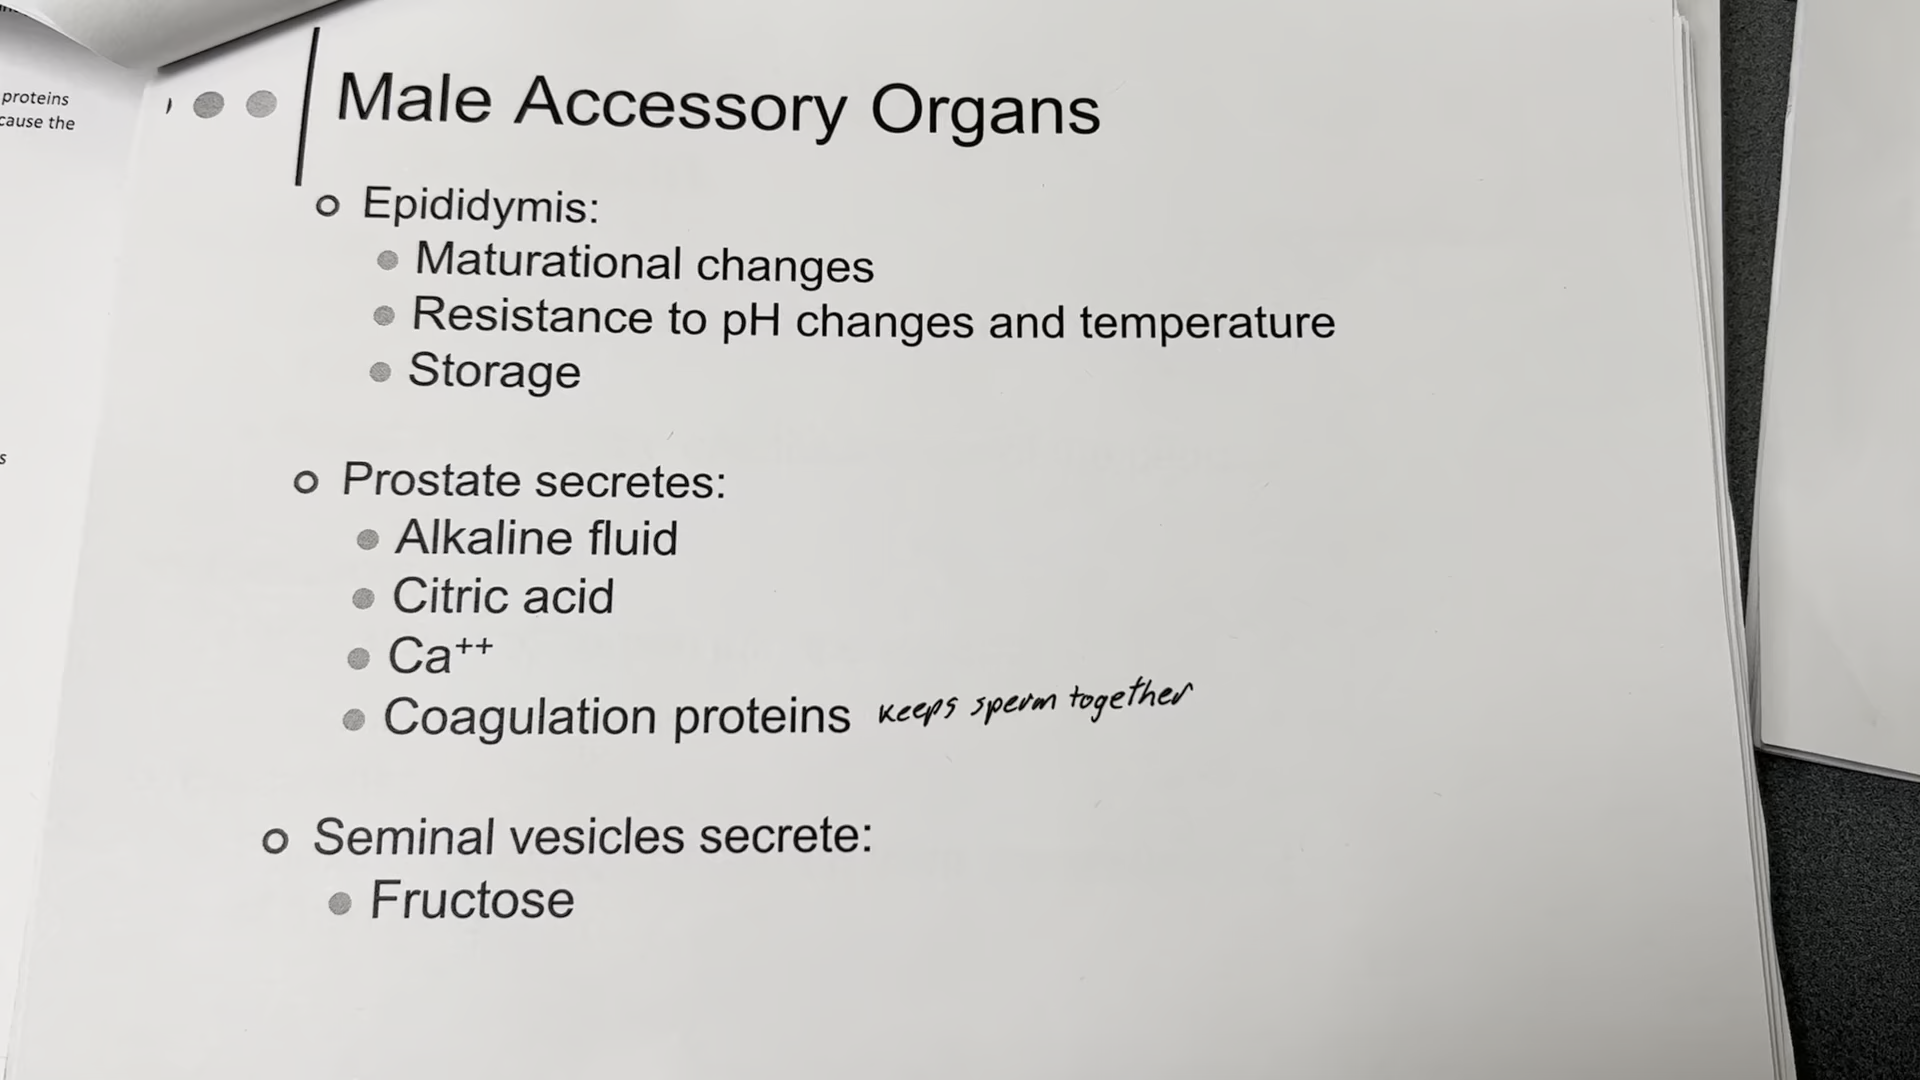 proteins
cause the
Male Accessory Organs
Epididymis:
Maturational changes
Resistance to pH changes and temperature
Storage
Prostate secretes:
Alkaline fluid
Citric acid
Ca⁺⁺
Coagulation proteins keeps sperm together
Seminal vesicles secrete:
Fructose